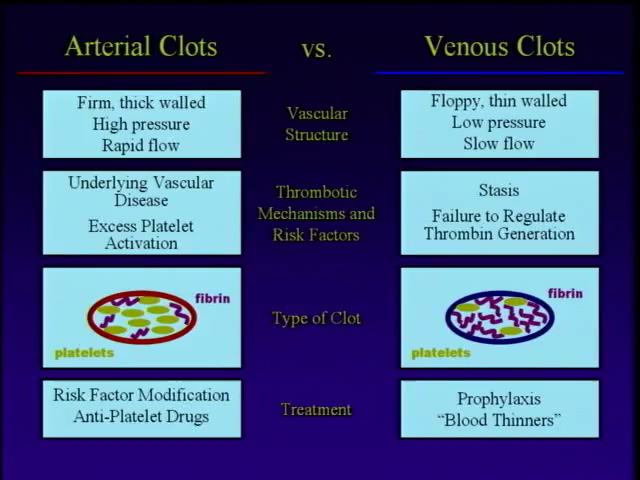 Arterial Clots vs. Venous Clots
Firm, thick walled
High pressure
Rapid flow
Vascular
Structure
Floppy, thin walled
Low pressure
Slow flow
Underlying Vascular
Disease
Excess Platelet
Activation
Thrombotic
Mechanisms and
Risk Factors
Stasis
Failure to Regulate
Thrombin Generation
fibrin
platelets
Type of Clot
fibrin
platelets
Risk Factor Modification
Anti-Platelet Drugs
Treatment
Prophylaxis
“Blood Thinners”